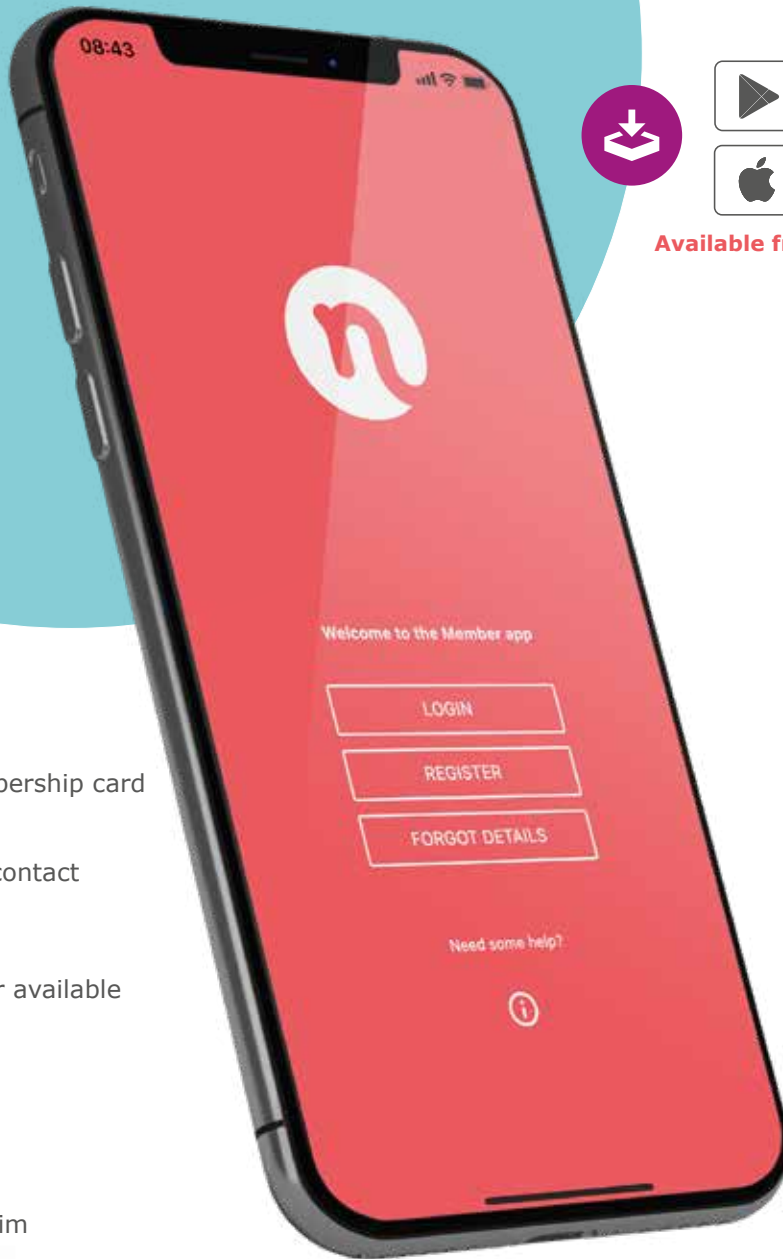 08:43
Available f
Welcome to the Member app
LOGIN
REGISTER
FORGOT DETAILS
Need some help?
bership card
contact
r available
im